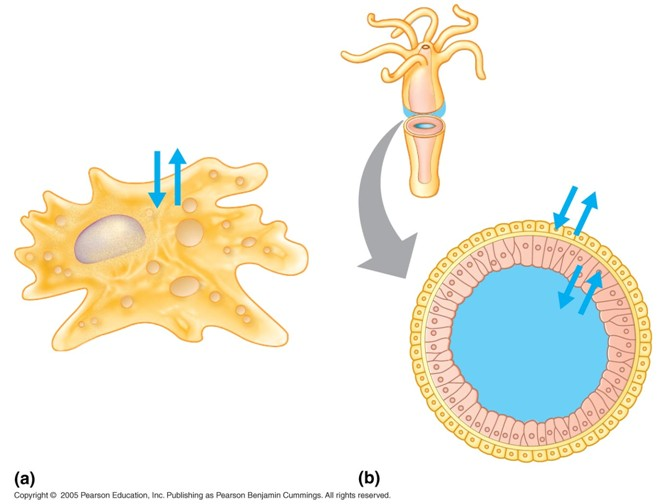 (a)
(b)
Copyright © 2005 Pearson Education, Inc. Publishing as Pearson Benjamin Cummings. All rights reserved.